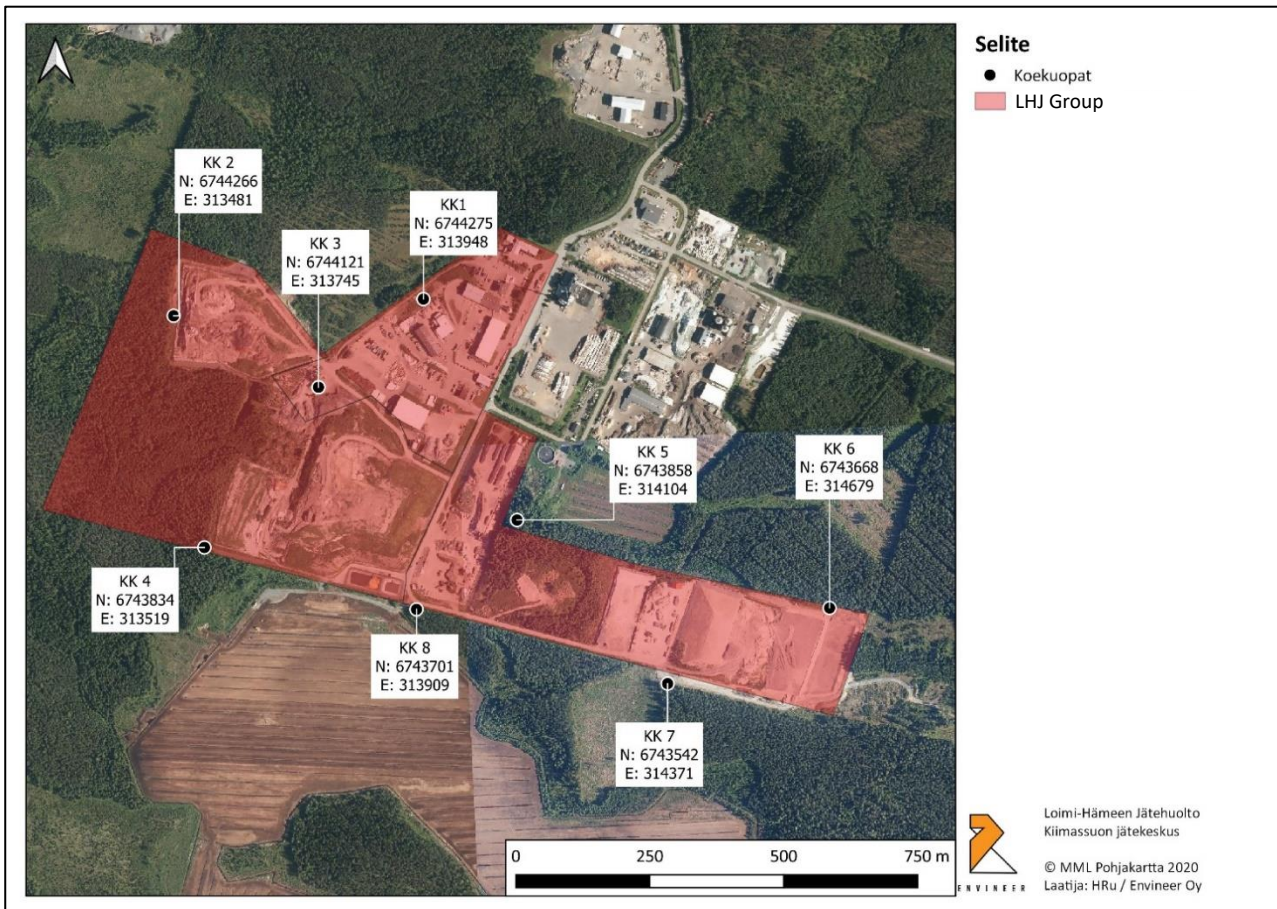 Selite
Koekuopat
LHJ Group
KK 2
N: 6744266
E: 313481
KK 3
N: 6744121
E: 313745
KK1
N: 6744275
E: 313948
KK 5
N: 6743858
E: 314104
KK 6
N: 6743668
E: 314679
KK 4
N: 6743834
E: 313519
KK 8
N: 6743701
E: 313909
KK 7
N: 6743542
E: 314371
0 250 500 750 m
ENVINEER
Loimi-Hämeen Jätehuolto
Kiimassuon jätekeskus
© MML Pohjakartta 2020
Laatija: HRu / Envineer Oy